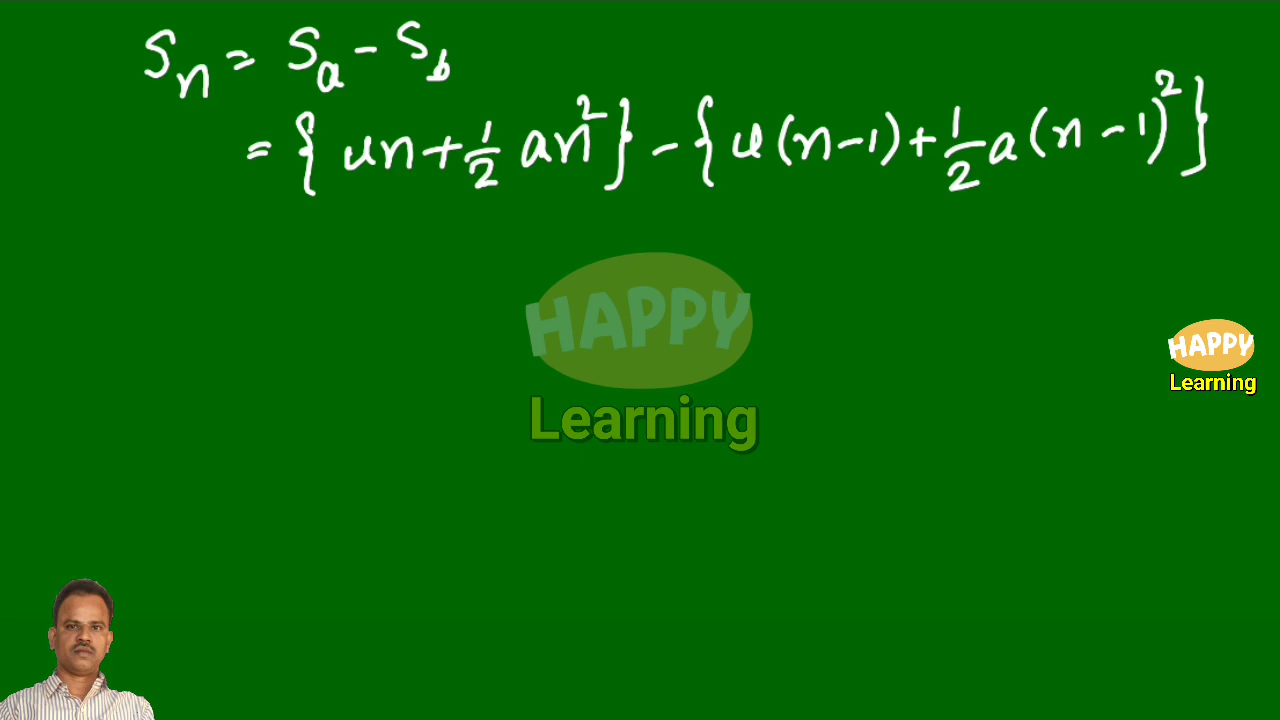 Sn = Sa - Sb
= { un + 1/2 an² } - { u(n-1) + 1/2 a(n-1)² }
HAPPY
Learning
HAPPY
Learning